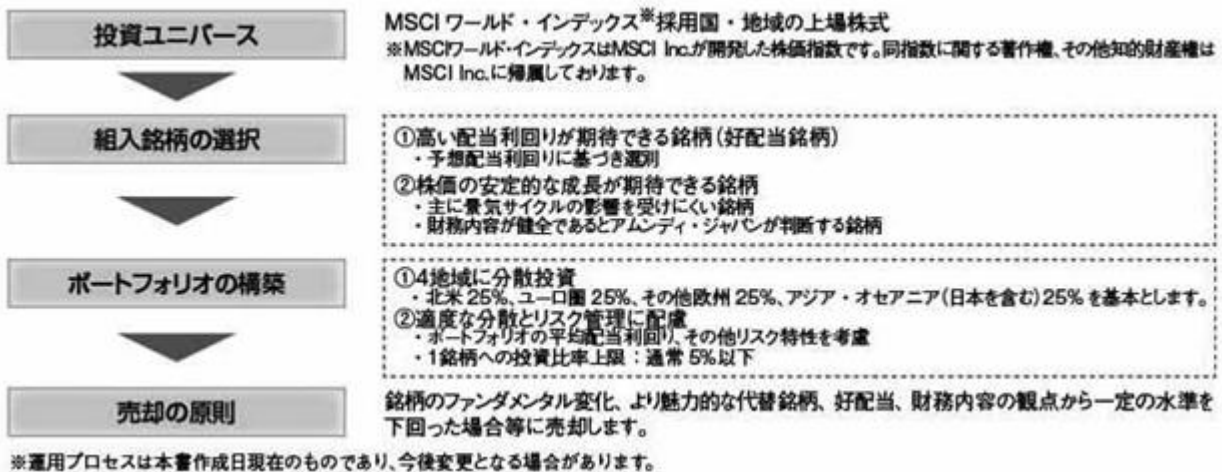 投資ユニバース
MSCI ワールド・インデックス※採用国・地域の上場株式
※MSCIワールド・インデックスはMSCI Inc.が開発した株価指数です。同指数に関する著作権、その他知的財産権は
MSCI Inc.に帰属しております。
組入銘柄の選択
①高い配当利回りが期待できる銘柄(好配当銘柄)
・予想配当利回りに基づき選別
②株価の安定的な成長が期待できる銘柄
・主に景気サイクルの影響を受けにくい銘柄
・財務内容が健全であるとアムンディ・ジャパンが判断する銘柄
ポートフォリオの構築
①4地域に分散投資
・北米 25%、ユーロ圏 25%、その他欧州 25%、アジア・オセアニア(日本を含む)25% を基本とします。
②適度な分散とリスク管理に配慮
・ポートフォリオの平均配当利回り、その他リスク特性を考慮
・1銘柄への投資比率上限:通常 5%以下
売却の原則
銘柄のファンダメンタル変化、より魅力的な代替銘柄、好配当、財務内容の観点から一定の水準を
下回った場合等に売却します。
※運用プロセスは本書作成日現在のものであり、今後変更となる場合があります。